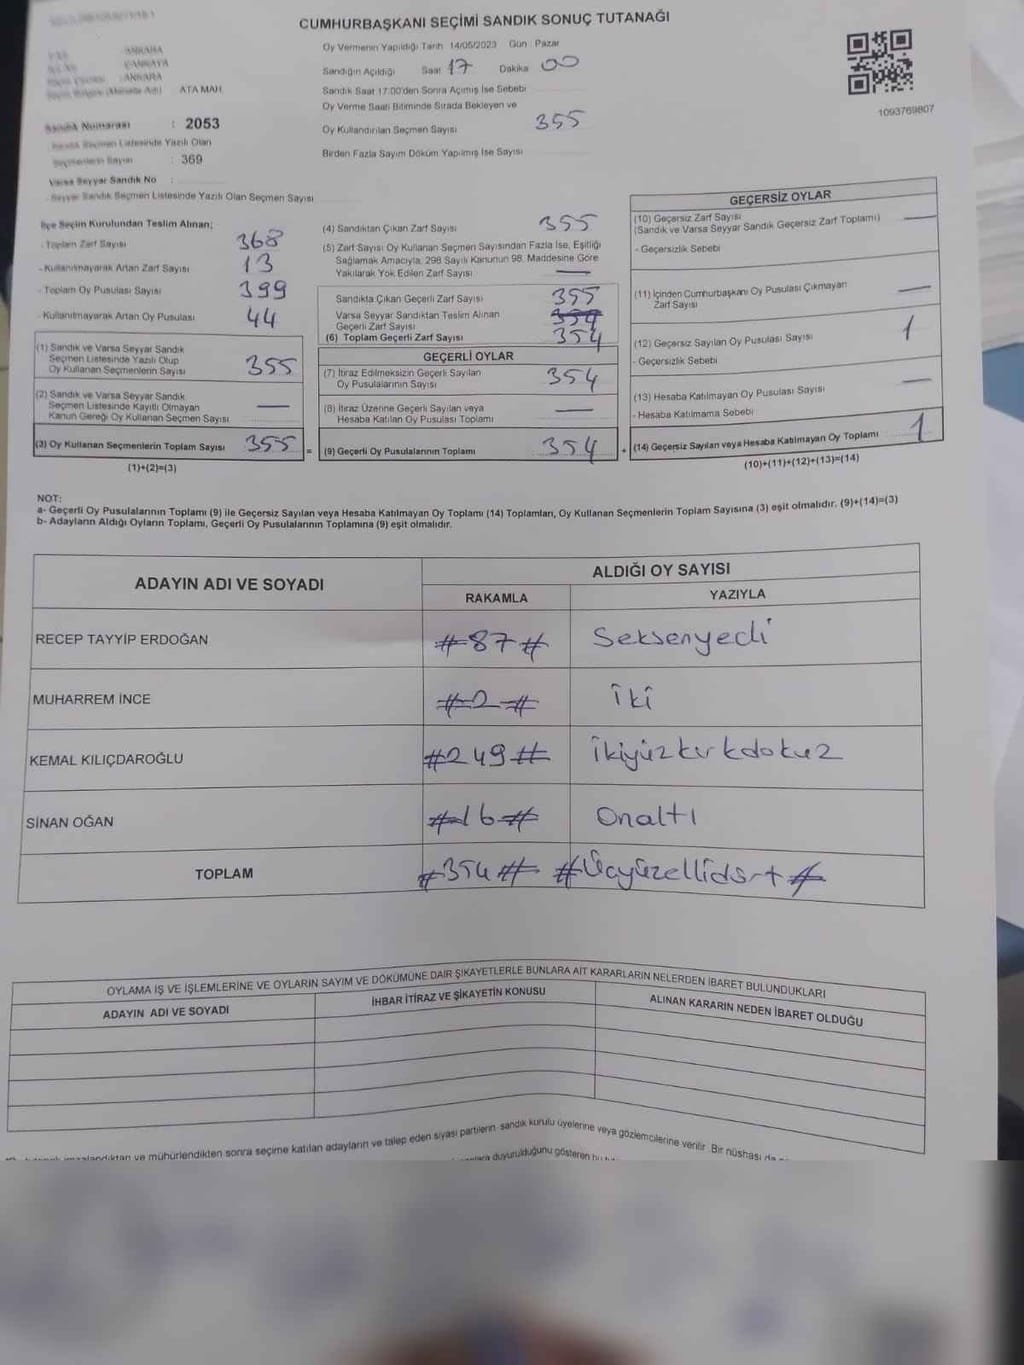 CUMHURBAŞKANI SEÇİMİ SANDIK SONUÇ TUTANAĞI
ANKARA
ÇANKAYA
ANKARA
ATA MAH
Sandık Numarası : 2053
Sandık Seçmen Listesinde Yazılı Olan
Seçmenlerin Sayısı : 369
Varsa Seyyar Sandık No
Seyyar Sandık Seçmen Listesinde Yazılı Olan Seçmen Sayısı
Oy Vermenin Yapıldığı Tarih 14/05/2023 Gün : Pazar
Sandığın Açıldığı Saat 17 Dakika 00
Sandık Saat 17:00'den Sonra Açılmış İse Sebebi
Oy Verme Saati Bitiminde Sırada Bekleyen ve
Oy Kullandırılan Seçmen Sayısı 355
Birden Fazla Sayım Döküm Yapılmış İse Sayısı
1093769807
İlçe Seçim Kurulundan Teslim Alınan;
- Toplam Zarf Sayısı 368
- Kullanılmayarak Artan Zarf Sayısı 13
- Toplam Oy Pusulası Sayısı 399
- Kullanılmayarak Artan Oy Pusulası 44
(1) Sandık ve Varsa Seyyar Sandık
Seçmen Listesinde Yazılı Olup
Oy Kullanan Seçmenlerin Sayısı 355
(2) Sandık ve Varsa Seyyar Sandık
Seçmen Listesinde Kayıtlı Olmayan
Kanun Gereği Oy Kullanan Seçmen Sayısı —
(3) Oy Kullanan Seçmenlerin Toplam Sayısı 355 =
(1)+(2)=(3)
(4) Sandıktan Çıkan Zarf Sayısı 355
(5) Zarf Sayısı Oy Kullanan Seçmen Sayısından Fazla İse, Eşitliği
Sağlamak Amacıyla, 298 Sayılı Kanunun 98. Maddesine Göre
Yakılarak Yok Edilen Zarf Sayısı —
Sandıkta Çıkan Geçerli Zarf Sayısı 355
Varsa Seyyar Sandıktan Teslim Alınan
Geçerli Zarf Sayısı 354
(6) Toplam Geçerli Zarf Sayısı 354
GEÇERLİ OYLAR
(7) İtiraz Edilmeksizin Geçerli Sayılan
Oy Pusulalarının Sayısı 354
(8) İtiraz Üzerine Geçerli Sayılan veya
Hesaba Katılan Oy Pusulası Toplamı —
(9) Geçerli Oy Pusulalarının Toplamı 354 +
GEÇERSİZ OYLAR
(10) Geçersiz Zarf Sayısı
(Sandık ve Varsa Seyyar Sandık Geçersiz Zarf Toplamı) —
- Geçersizlik Sebebi
(11) İçinden Cumhurbaşkanı Oy Pusulası Çıkmayan
Zarf Sayısı —
(12) Geçersiz Sayılan Oy Pusulası Sayısı 1
- Geçersizlik Sebebi
(13) Hesaba Katılmayan Oy Pusulası Sayısı —
- Hesaba Katılmama Sebebi
(14) Geçersiz Sayılan veya Hesaba Katılmayan Oy Toplamı 1
(10)+(11)+(12)+(13)=(14)
NOT:
a- Geçerli Oy Pusulalarının Toplamı (9) ile Geçersiz Sayılan veya Hesaba Katılmayan Oy Toplamı (14) Toplamları, Oy Kullanan Seçmenlerin Toplam Sayısına (3) eşit olmalıdır. (9)+(14)=(3)
b- Adayların Aldığı Oyların Toplamı, Geçerli Oy Pusulalarının Toplamına (9) eşit olmalıdır.
ADAYIN ADI VE SOYADI ALDIĞI OY SAYISI
RAKAMLA YAZIYLA
RECEP TAYYİP ERDOĞAN #87# Seksenyedi
MUHARREM İNCE #2# iki
KEMAL KILIÇDAROĞLU #249# ikiyüzkırkdokuz
SİNAN OĞAN #16# Onaltı
TOPLAM #354# #Üçyüzellidört#
OYLAMA İŞ VE İŞLEMLERİNE VE OYLARIN SAYIM VE DÖKÜMÜNE DAİR ŞİKAYETLERLE BUNLARA AİT KARARLARIN NELERDEN İBARET BULUNDUKLARI
ADAYIN ADI VE SOYADI İHBAR İTİRAZ VE ŞİKAYETİN KONUSU ALINAN KARARIN NEDEN İBARET OLDUĞU
ve mühürlendikten sonra seçime katılan adayların ve talep eden siyasi partilerin sandık kurulu üyelerine veya gözlemcilerine verilir. Bir nüshası da
duyurulduğunu gösteren